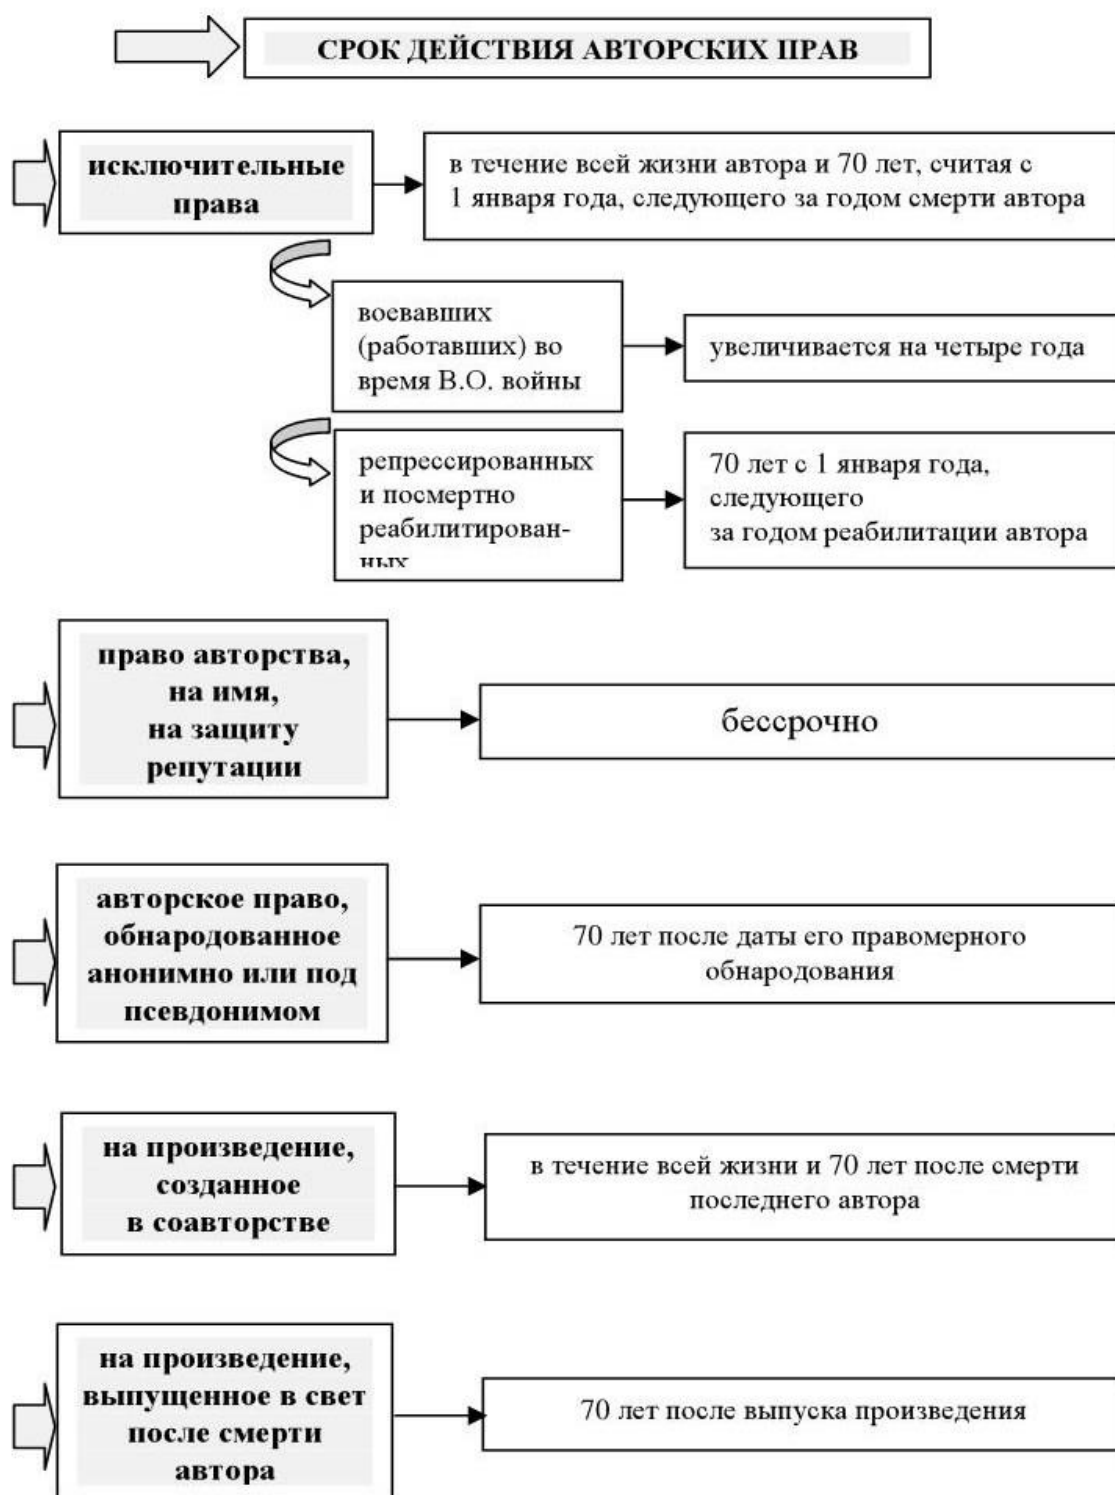 СРОК ДЕЙСТВИЯ АВТОРСКИХ ПРАВ
исключительные
права
в течение всей жизни автора и 70 лет, считая с
1 января года, следующего за годом смерти автора
воевавших
(работавших) во
время В.О. войны
увеличивается на четыре года
репрессированных
и посмертно
реабилитирован-
ных
70 лет с 1 января года,
следующего
за годом реабилитации автора
право авторства,
на имя,
на защиту
репутации
бессрочно
авторское право,
обнародованное
анонимно или под
псевдонимом
70 лет после даты его правомерного
обнародования
на произведение,
созданное
в соавторстве
в течение всей жизни и 70 лет после смерти
последнего автора
на произведение,
выпущенное в свет
после смерти
автора
70 лет после выпуска произведения